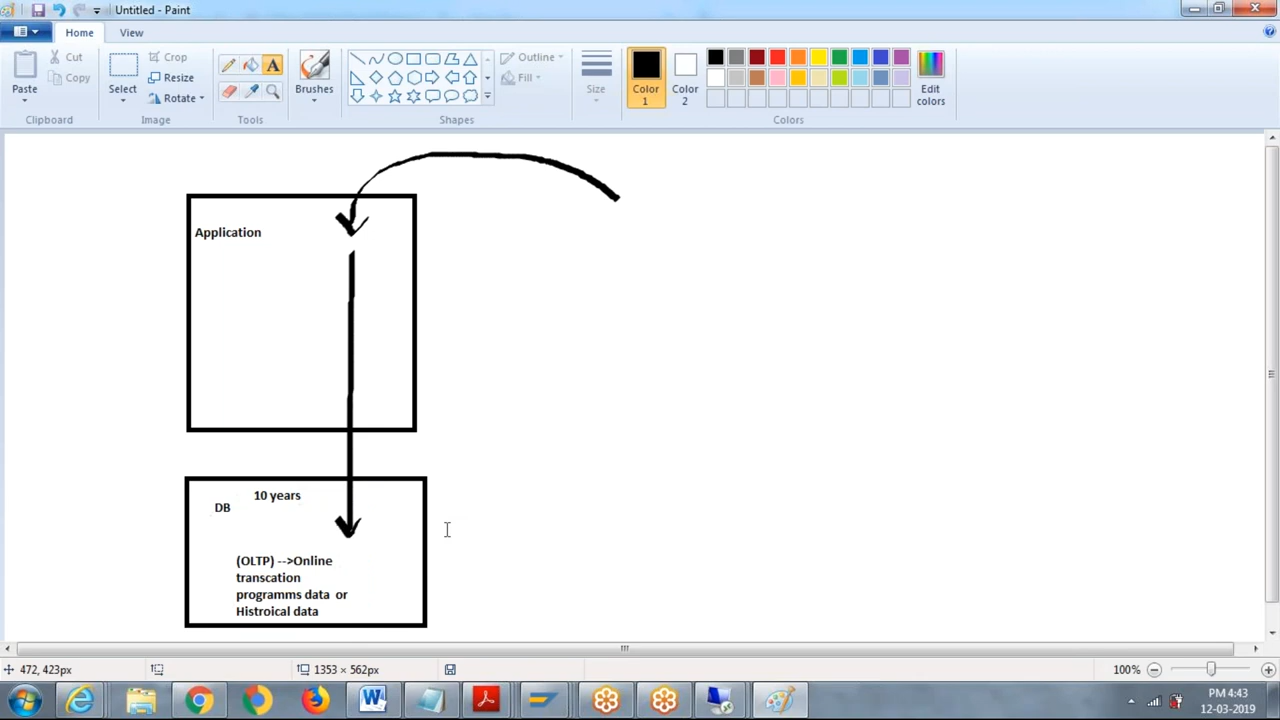 Untitled - Paint
Home
View
Cut
Crop
Outline
Copy
Resize
Fill
Paste
Select
Rotate
Brushes
Size
Color
1
Color
2
Edit
colors
Clipboard
Image
Tools
Shapes
Colors
Application
10 years
DB
(OLTP) -->Online
transcation
programms data or
Histroical data
472, 423px
1353 × 562px
100%
PM 4:43
12-03-2019